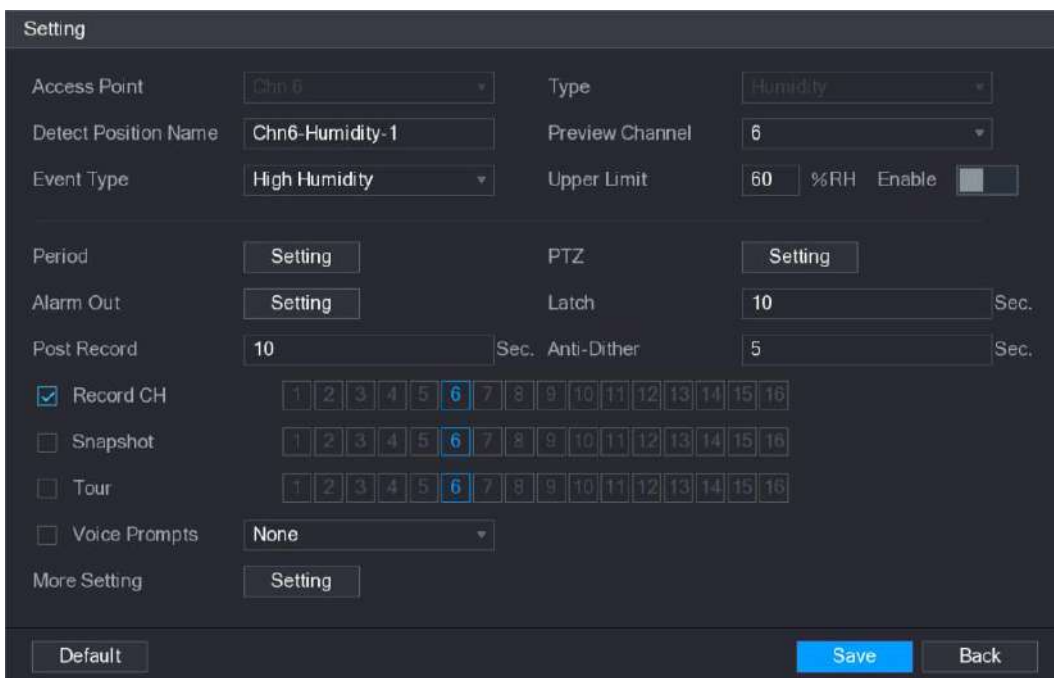 Setting
Access Point Chn 6 Type Humidity
Detect Position Name Chn6-Humidity-1 Preview Channel 6
Event Type High Humidity Upper Limit 60 %RH Enable
Period Setting PTZ Setting
Alarm Out Setting Latch 10 Sec.
Post Record 10 Sec. Anti-Dither 5 Sec.
Record CH 1 2 3 4 5 6 7 8 9 10 11 12 13 14 15 16
Snapshot 1 2 3 4 5 6 7 8 9 10 11 12 13 14 15 16
Tour 1 2 3 4 5 6 7 8 9 10 11 12 13 14 15 16
Voice Prompts None
More Setting Setting
Default Save Back